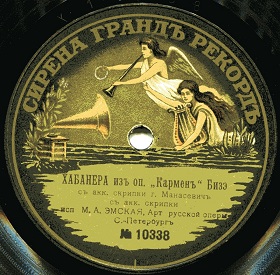 СИРЕНА ГРАНДЪ РЕКОРДЪ
ХАБАНЕРА изъ оп. „Карменъ" Бизэ
съ акк. скрипки г. Манасевичъ
съ акк. скрипки
исп М. А. ЭМСКАЯ, Арт русской оперы
С.-Петербургъ
№ 10338